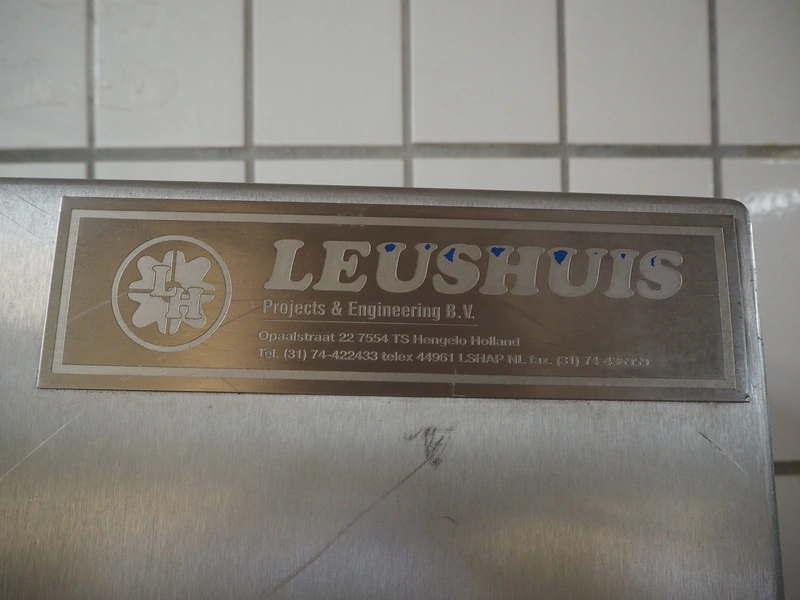 LH
LEUSHUIS
Projects & Engineering B.V.
Opaalstraat 22 7554 TS Hengelo Holland
Tel. (31) 74-422433 telex 44961 LSHAP NL fax. (31)